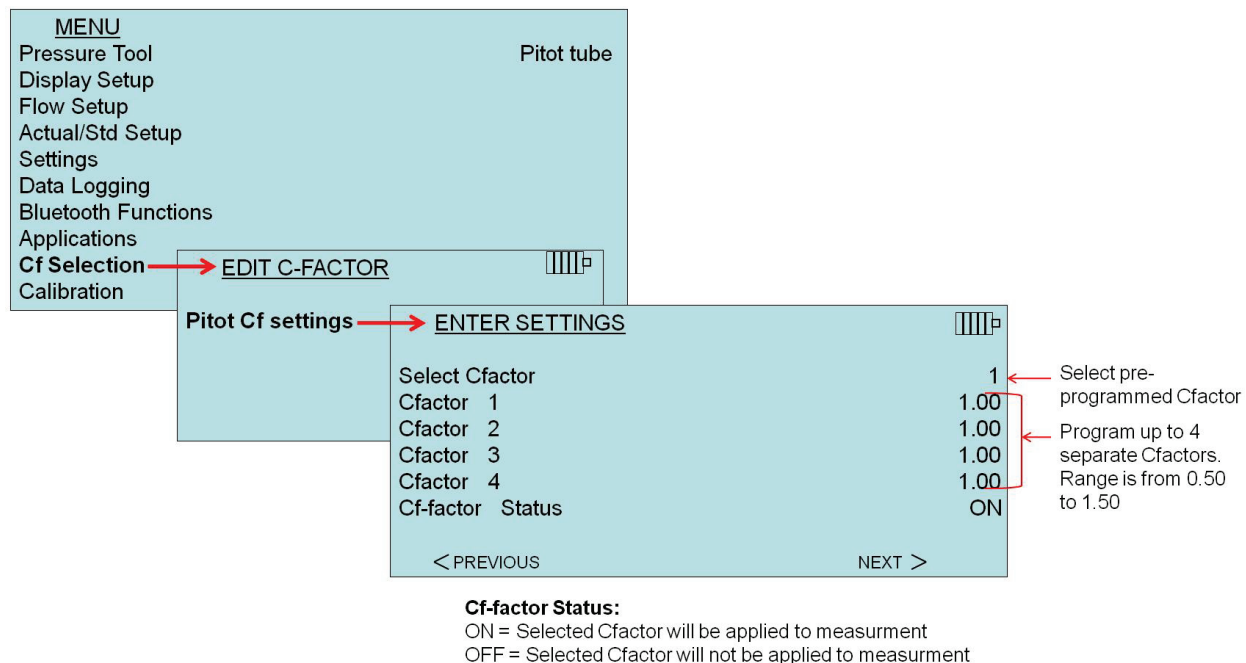 MENU
Pressure Tool Pitot tube
Display Setup
Flow Setup
Actual/Std Setup
Settings
Data Logging
Bluetooth Functions
Applications
Cf Selection
Calibration
EDIT C-FACTOR
Pitot Cf settings
ENTER SETTINGS
Select Cfactor 1
Cfactor 1 1.00
Cfactor 2 1.00
Cfactor 3 1.00
Cfactor 4 1.00
Cf-factor Status ON
< PREVIOUS NEXT >
Select pre-
programmed Cfactor
Program up to 4
separate Cfactors.
Range is from 0.50
to 1.50
Cf-factor Status:
ON = Selected Cfactor will be applied to measurment
OFF = Selected Cfactor will not be applied to measurment